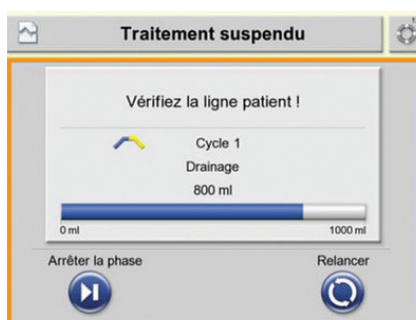 Traitement suspendu
Vérifiez la ligne patient !
Cycle 1
Drainage
800 ml
0 ml 1000 ml
Arrêter la phase Relancer